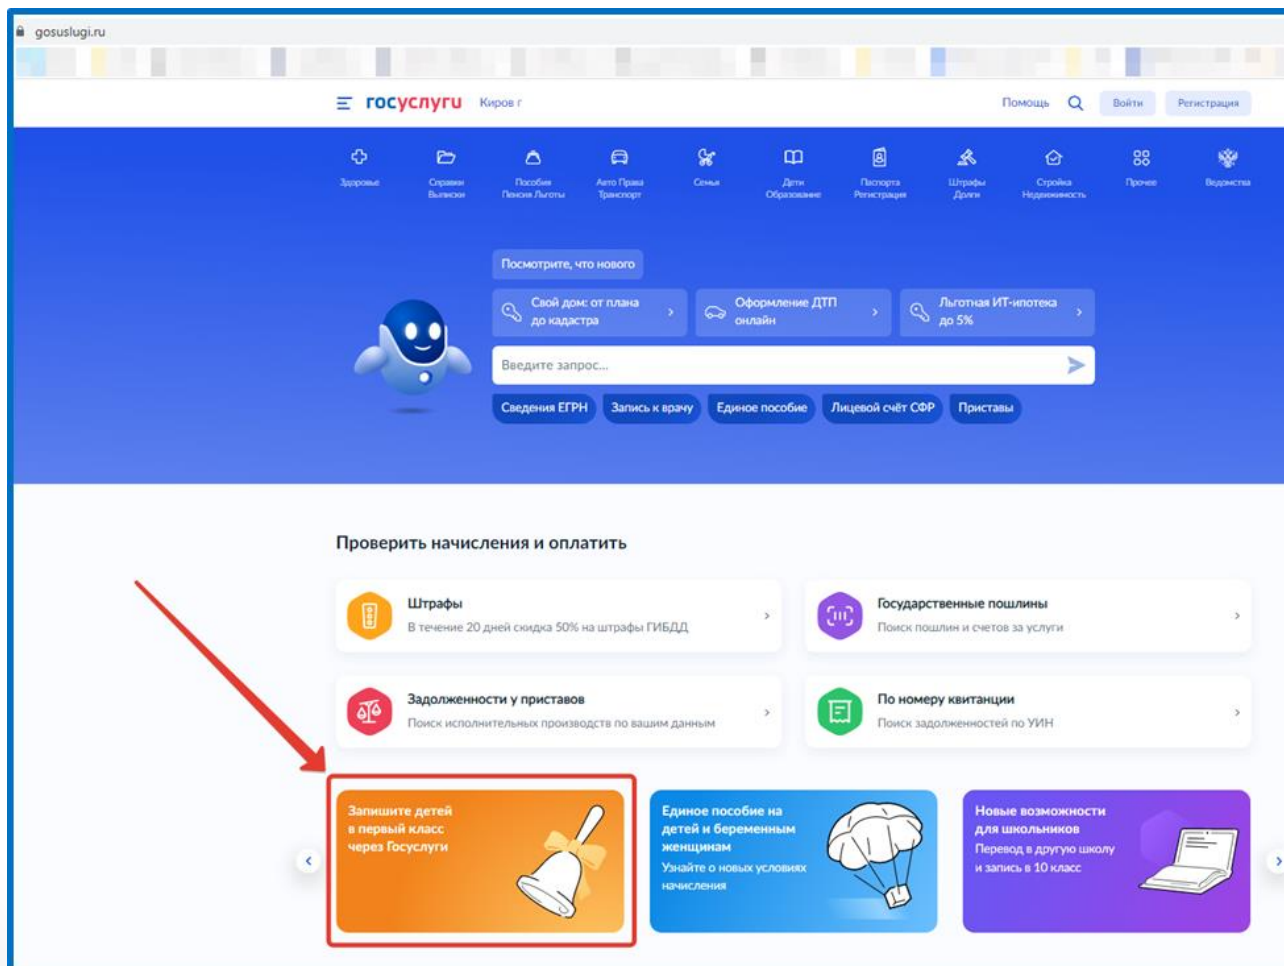 gosuslugi.ru
госуслуги Киров г Помощь Войти Регистрация
Здоровье
Справки
Выписки
Пособия
Пенсия Льготы
Авто Права
Транспорт
Семья
Дети
Образование
Паспорта
Регистрация
Штрафы
Долги
Стройка
Недвижимость
Прочее
Ведомства
Посмотрите, что нового
Свой дом: от плана
до кадастра
Оформление ДТП
онлайн
Льготная ИТ-ипотека
до 5%
Введите запрос...
Сведения ЕГРН Запись к врачу Единое пособие Лицевой счёт СФР Приставы
Проверить начисления и оплатить
Штрафы
В течение 20 дней скидка 50% на штрафы ГИБДД
Государственные пошлины
Поиск пошлин и счетов за услуги
Задолженности у приставов
Поиск исполнительных производств по вашим данным
По номеру квитанции
Поиск задолженностей по УИН
Запишите детей
в первый класс
через Госуслуги
Единое пособие на
детей и беременным
женщинам
Узнайте о новых условиях
начисления
Новые возможности
для школьников
Перевод в другую школу
и запись в 10 класс